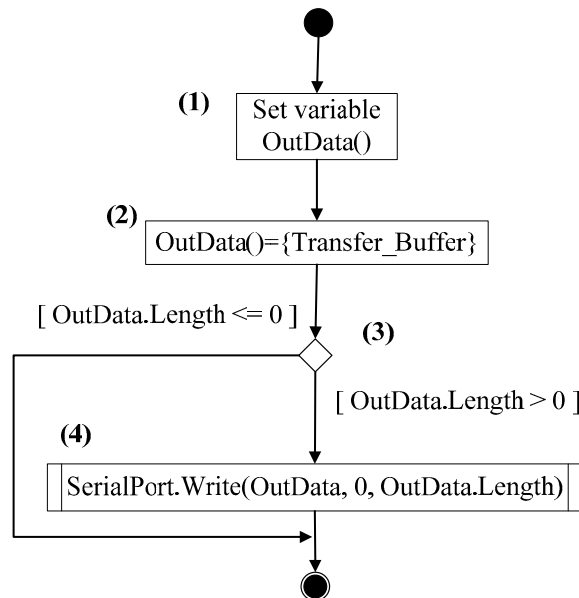 (1)
Set variable
OutData()
(2)
OutData()={Transfer_Buffer}
[ OutData.Length <= 0 ]
(3)
[ OutData.Length > 0 ]
(4)
SerialPort.Write(OutData, 0, OutData.Length)